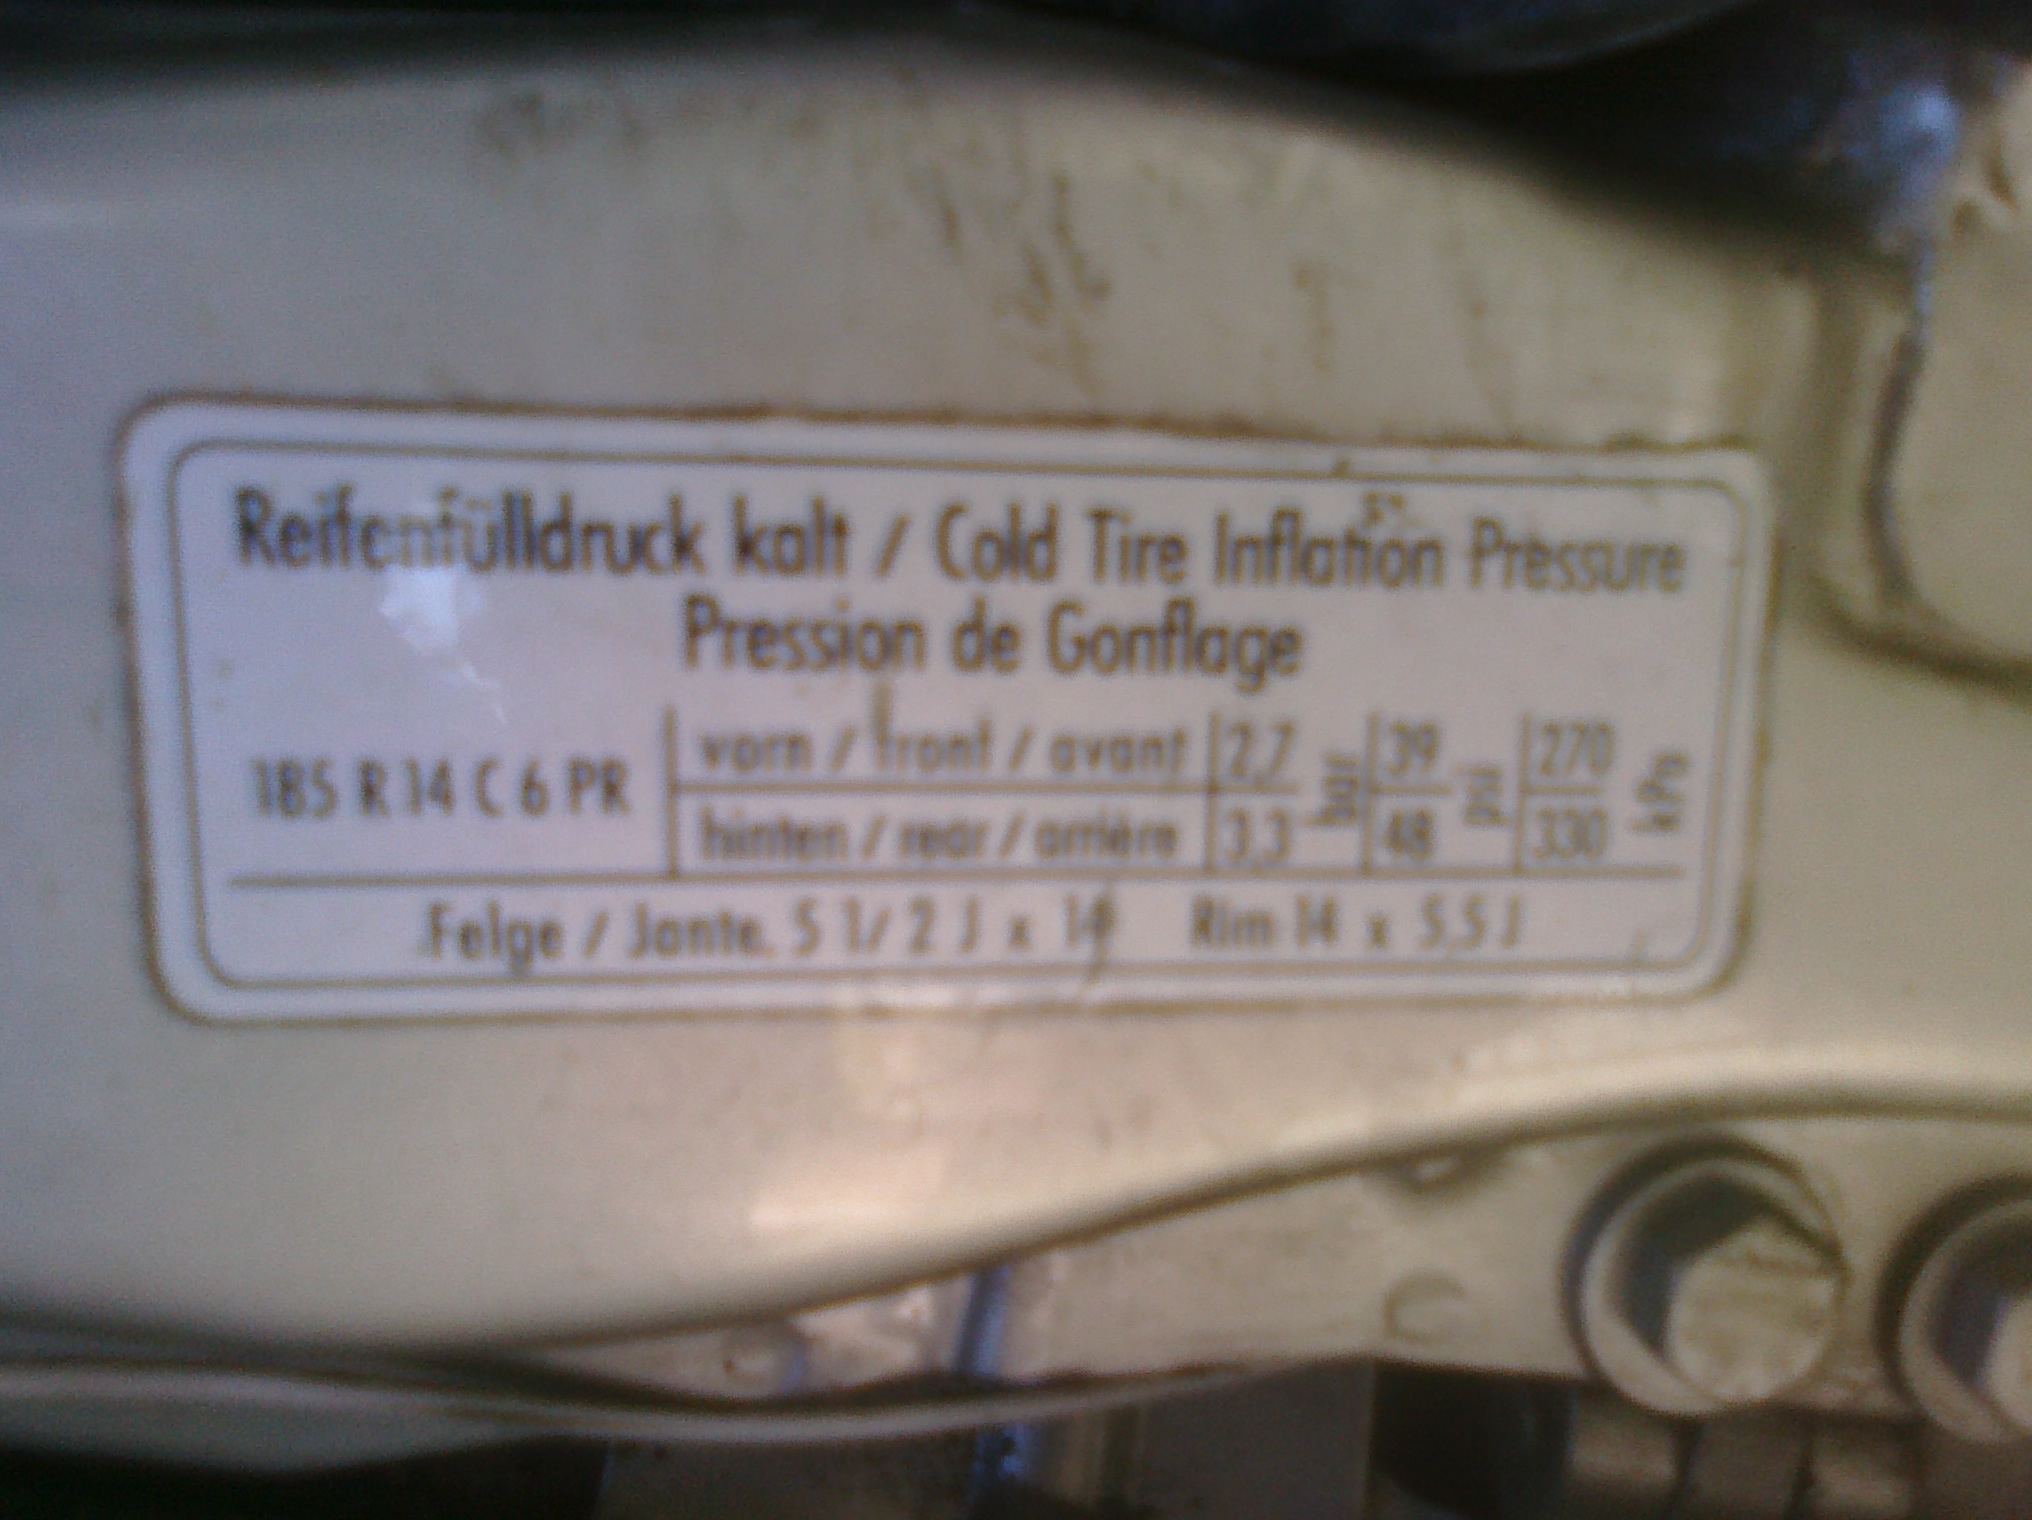 Reifenfülldruck kalt / Cold Tire Inflation Pressure
Pression de Gonflage
185 R 14 C 6 PR
vorn / front / avant 2,7 39 270
bar psi kPa
hinten / rear / arrière 3,3 48 330
Felge / Jante. 5 1/2 J x 14 Rim 14 x 5,5 J